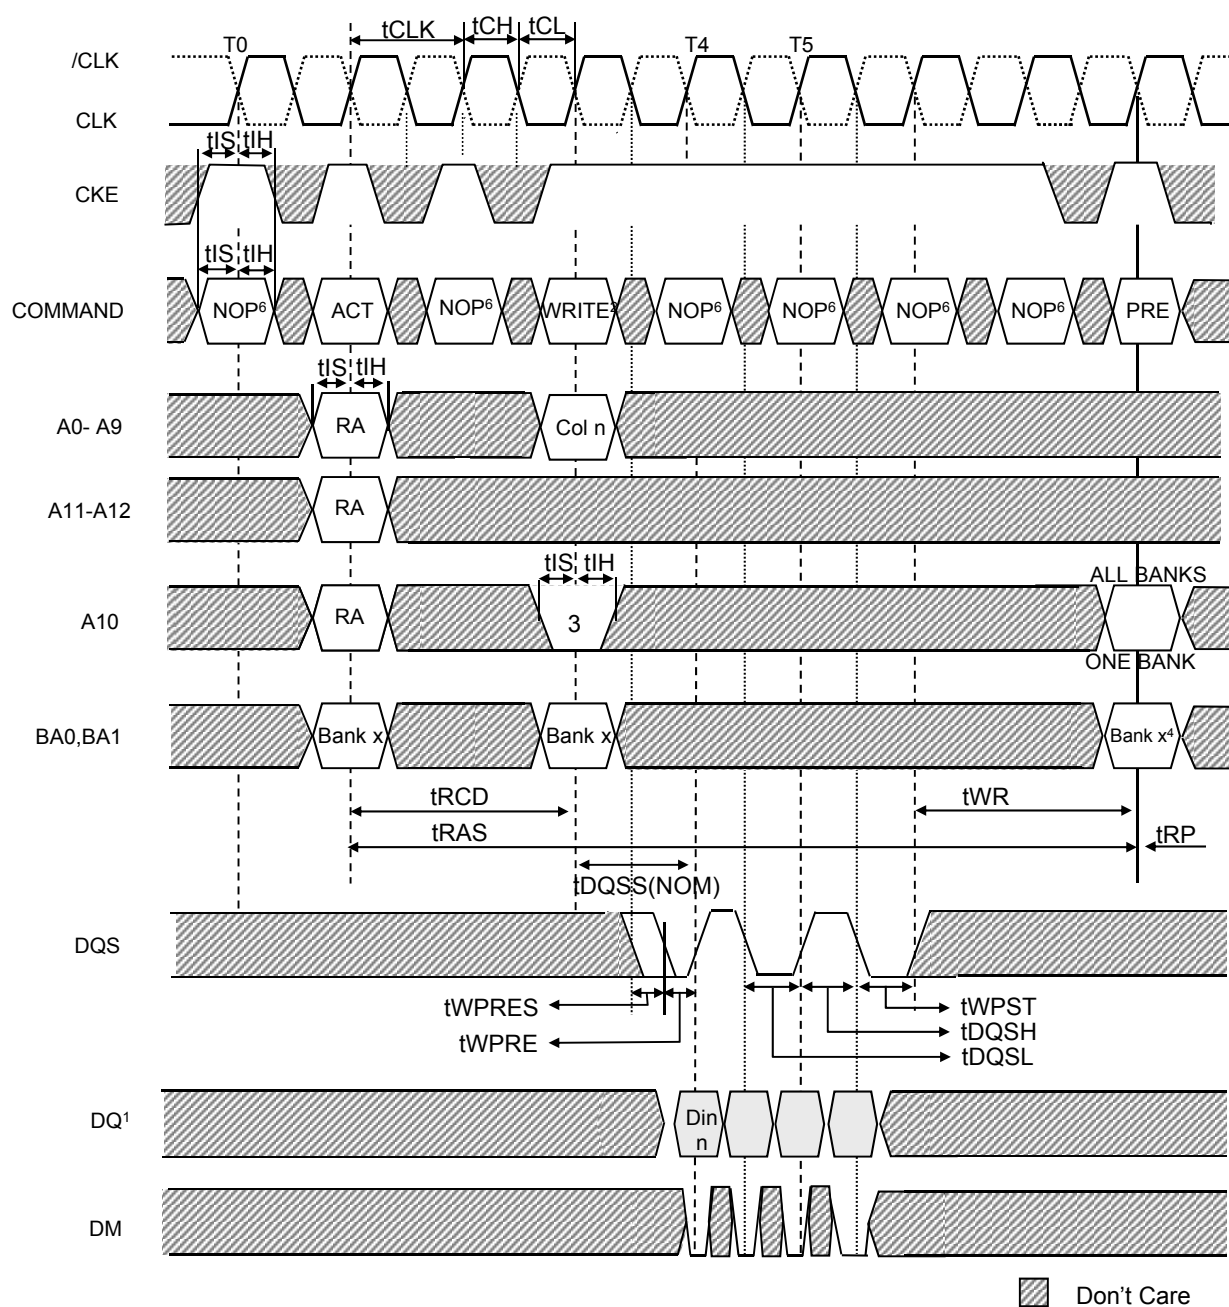 tCLK tCH tCL
T0 T4 T5
/CLK
CLK
tIS tIH
CKE
tIS tIH
COMMAND NOP6 ACT NOP6 WRITE2 NOP6 NOP6 NOP6 NOP6 PRE
tIS tIH
A0- A9 RA Col n
A11-A12 RA
tIS tIH ALL BANKS
A10 RA 3
ONE BANK
BA0,BA1 Bank x Bank x Bank x4
tRCD tWR
tRAS tRP
tDQSS(NOM)
DQS
tWPRES tWPST
tWPRE tDQSH
tDQSL
DQ1 Din
n
DM
Don't Care